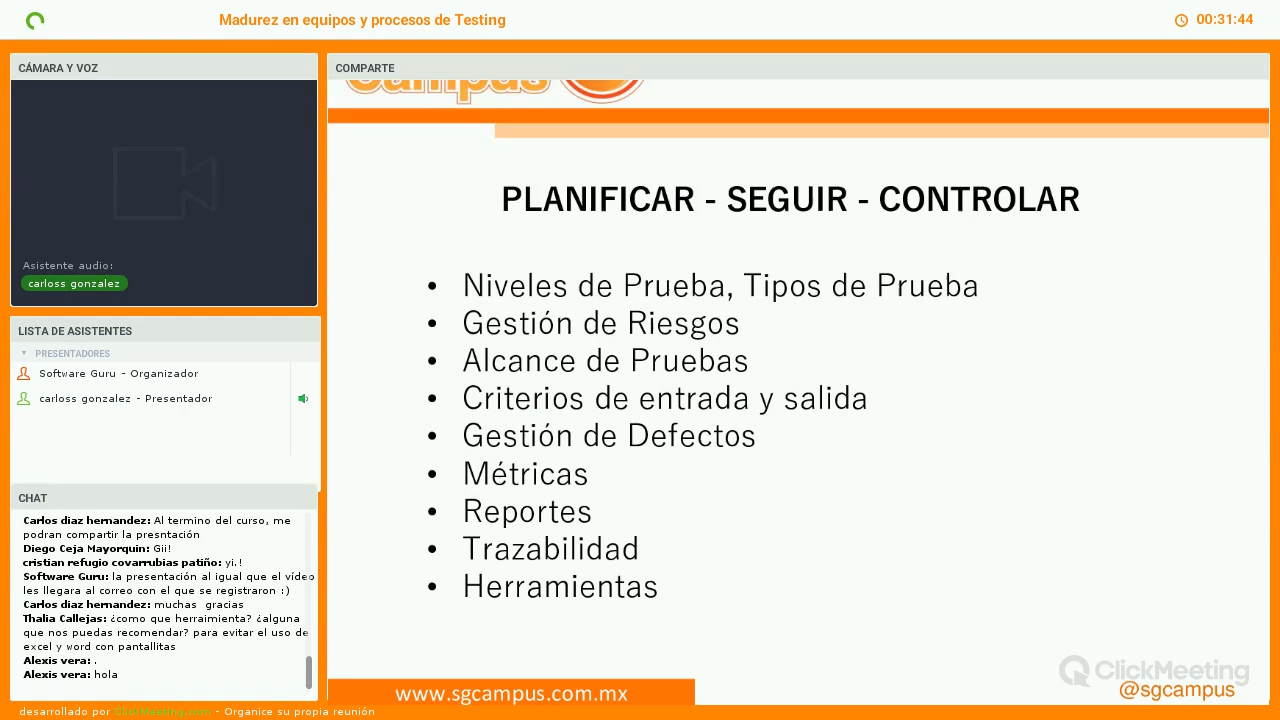 Madurez en equipos y procesos de Testing
00:31:44
CÁMARA Y VOZ
Asistente audio:
carloss gonzalez
LISTA DE ASISTENTES
PRESENTADORES
Software Guru - Organizador
carloss gonzalez - Presentador
CHAT
Carlos diaz hernandez: Al termino del curso, me
podran compartir la presntación
Diego Ceja Mayorquin: Gii!
cristian refugio covarrubias patiño: yi.!
Software Guru: la presentación al igual que el vídeo
les llegara al correo con el que se registraron :)
Carlos diaz hernandez: muchas gracias
Thalia Callejas: ¿como que herraimienta? ¿alguna
que nos puedas recomendar? para evitar el uso de
excel y word con pantallitas
Alexis vera: .
Alexis vera: hola
COMPARTE
Campus
PLANIFICAR - SEGUIR - CONTROLAR
• Niveles de Prueba, Tipos de Prueba
• Gestión de Riesgos
• Alcance de Pruebas
• Criterios de entrada y salida
• Gestión de Defectos
• Métricas
• Reportes
• Trazabilidad
• Herramientas
ClickMeeting
www.sgcampus.com.mx
@sgcampus
desarrollado por ClickMeeting.com - Organice su propia reunión